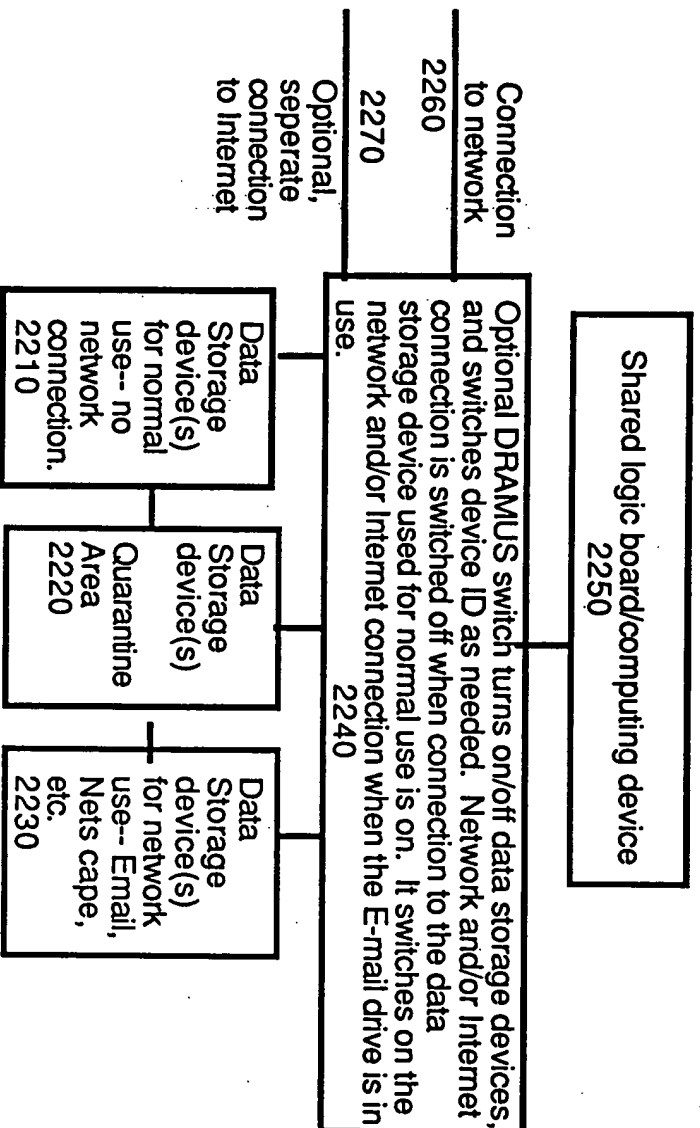 Shared logic board/computing device
2250
Connection
to network
2260
2270
Optional,
seperate
connection
to Internet
Optional DRAMUS switch turns on/off data storage devices,
and switches device ID as needed. Network and/or Internet
connection is switched off when connection to the data
storage device used for normal use is on. It switches on the
network and/or Internet connection when the E-mail drive is in
use.
2240
Data
Storage
device(s)
for normal
use-- no
network
connection.
2210
Data
Storage
device(s)
Quarantine
Area
2220
Data
Storage
device(s)
for network
use-- Email,
Nets cape,
etc.
2230